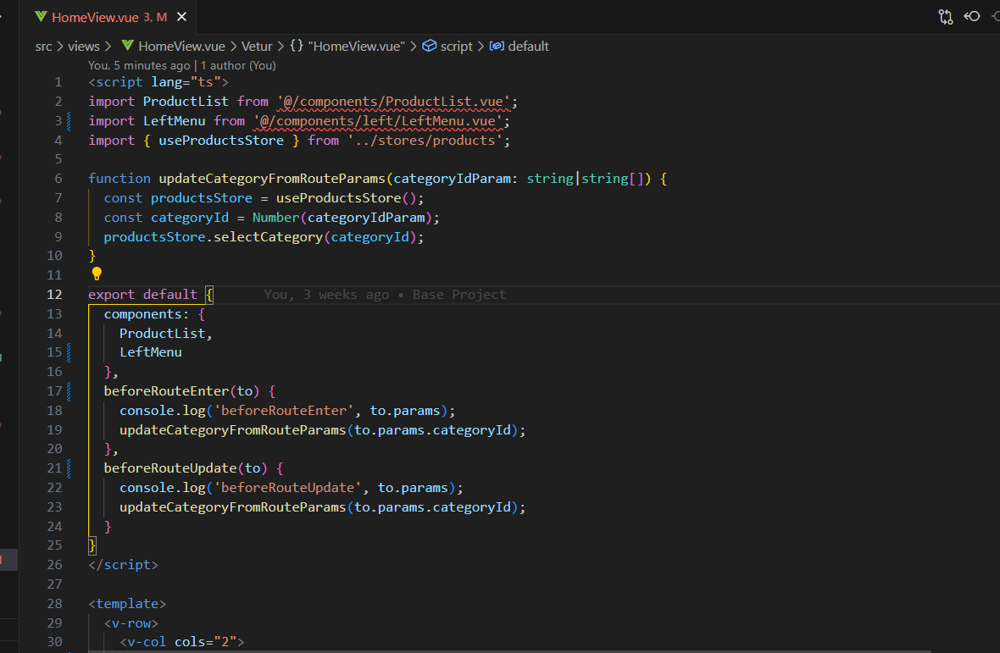 HomeView.vue 3, M
src > views > HomeView.vue > Vetur > {} "HomeView.vue" > script > default
You, 5 minutes ago | 1 author (You)
1 <script lang="ts">
2 import ProductList from '@/components/ProductList.vue';
3 import LeftMenu from '@/components/left/LeftMenu.vue';
4 import { useProductsStore } from '../stores/products';
5
6 function updateCategoryFromRouteParams(categoryIdParam: string|string[]) {
7   const productsStore = useProductsStore();
8   const categoryId = Number(categoryIdParam);
9   productsStore.selectCategory(categoryId);
10 }
11
12 export default { You, 3 weeks ago • Base Project
13   components: {
14     ProductList,
15     LeftMenu
16   },
17   beforeRouteEnter(to) {
18     console.log('beforeRouteEnter', to.params);
19     updateCategoryFromRouteParams(to.params.categoryId);
20   },
21   beforeRouteUpdate(to) {
22     console.log('beforeRouteUpdate', to.params);
23     updateCategoryFromRouteParams(to.params.categoryId);
24   }
25 }
26 </script>
27
28 <template>
29   <v-row>
30     <v-col cols="2">